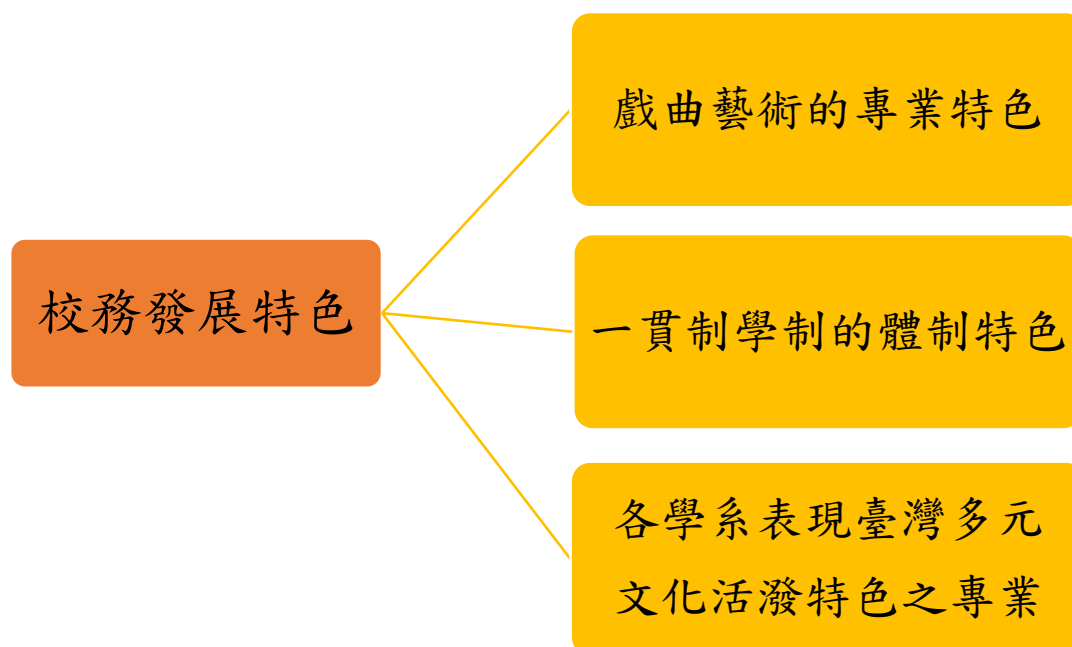 戲曲藝術的專業特色
校務發展特色
一貫制學制的體制特色
各學系表現臺灣多元
文化活潑特色之專業